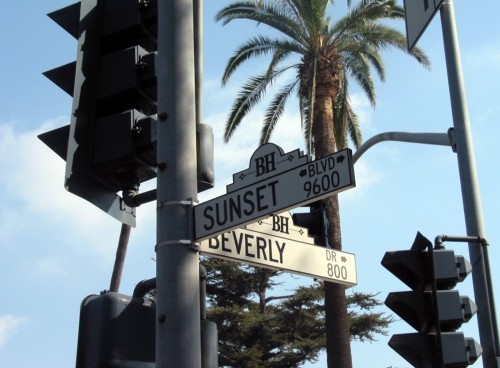 BH
SUNSET BLVD
9600
BH
BEVERLY DR
800